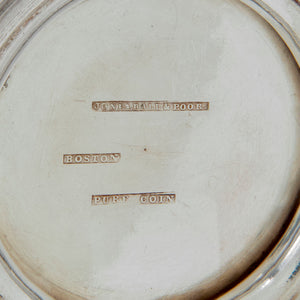 JONES, BALL & POOR.
BOSTON
PURE COIN